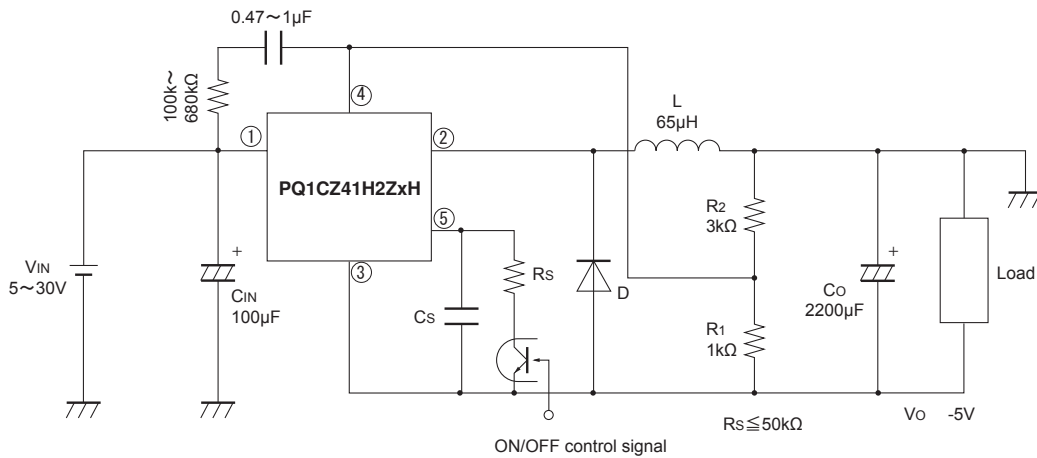 0.47～1µF
100k～
680kΩ
④
①
②
L
65µH
PQ1CZ41H2ZxH
⑤
R2
3kΩ
VIN
5～30V
+
CIN
100µF
③
RS
CS
D
+
CO
2200µF
Load
R1
1kΩ
RS≦50kΩ
VO -5V
ON/OFF control signal